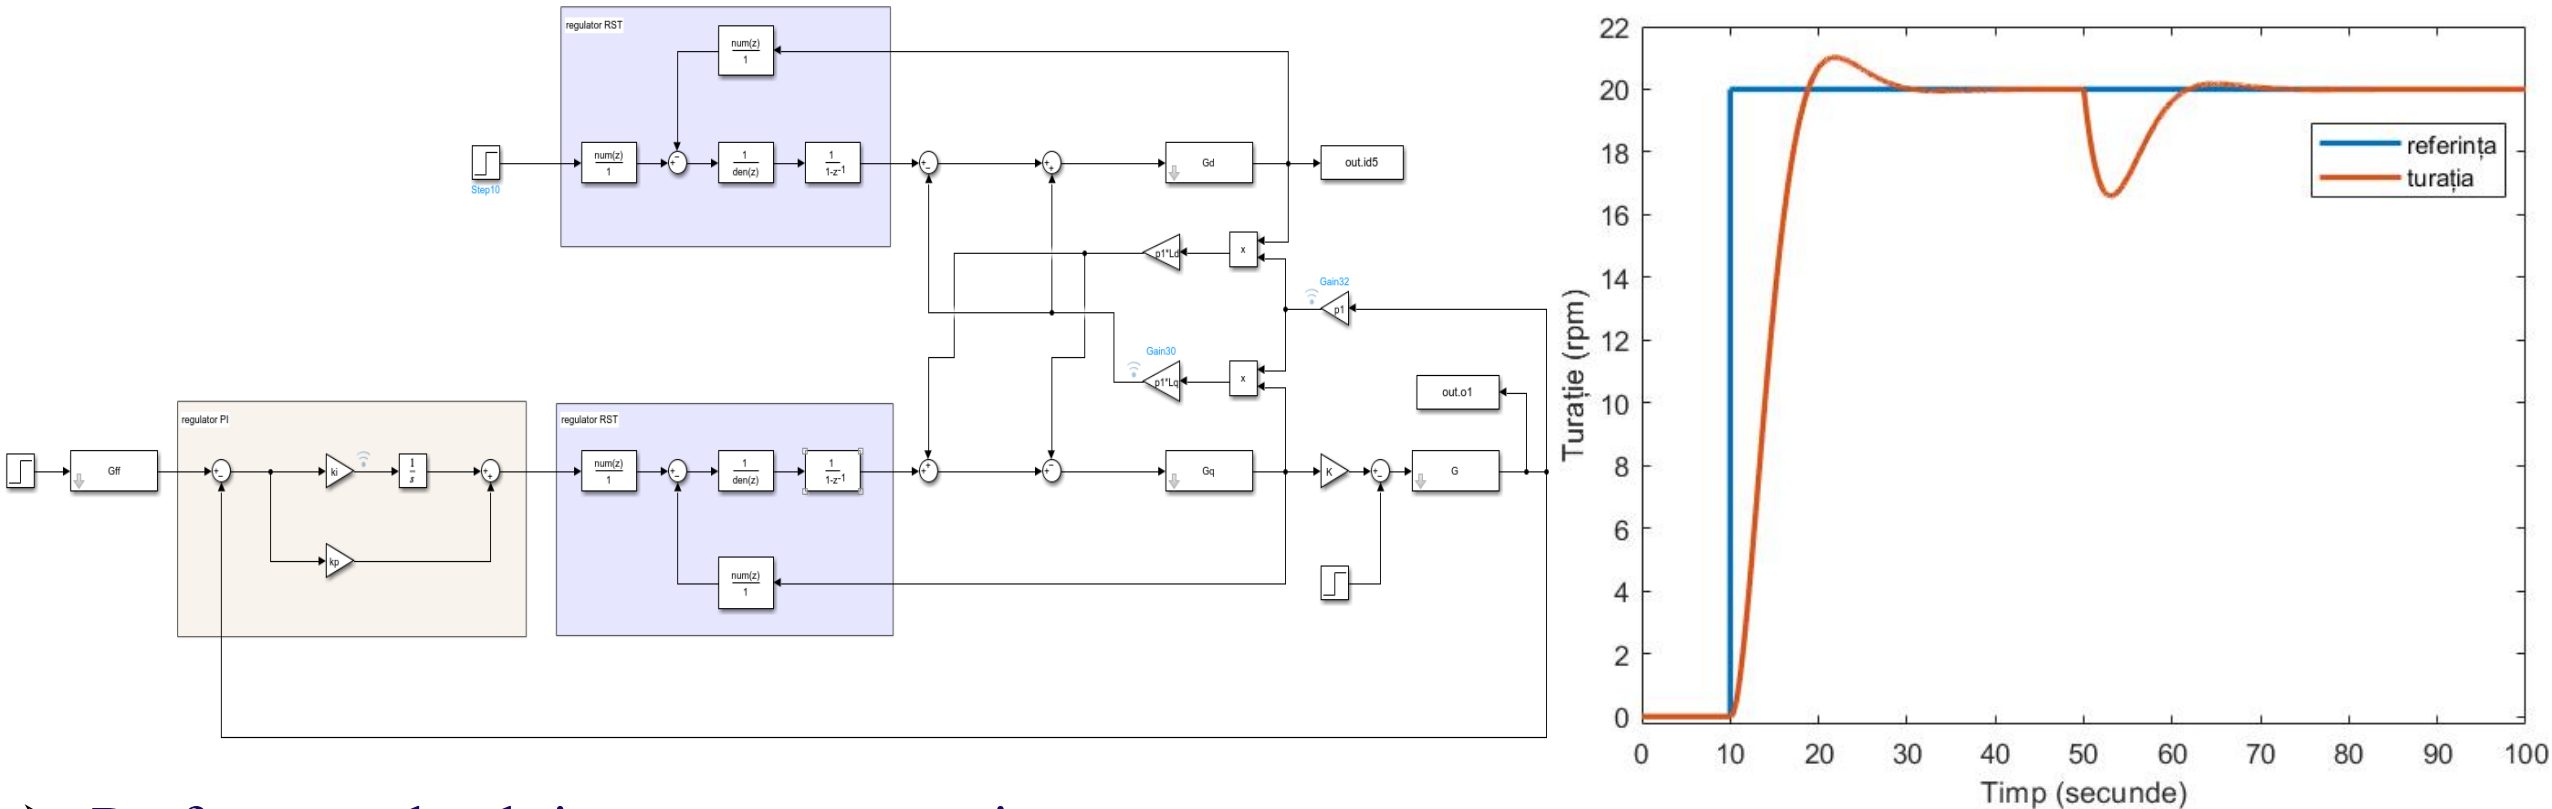 regulator RST
num(z)
1
Step10
num(z)
1
1
den(z)
1
1-z-1
Gd
out.id5
p1*Ld
x
Gain32
p1
Gain30
p1*Lq
x
out.o1
regulator PI
Gff
ki
1
s
kp
regulator RST
num(z)
1
1
den(z)
1
1-z-1
Gq
K
G
num(z)
1
22
20
18
16
14
12
10
8
6
4
2
0
Turație (rpm)
referința
turația
0 10 20 30 40 50 60 70 80 90 100
Timp (secunde)